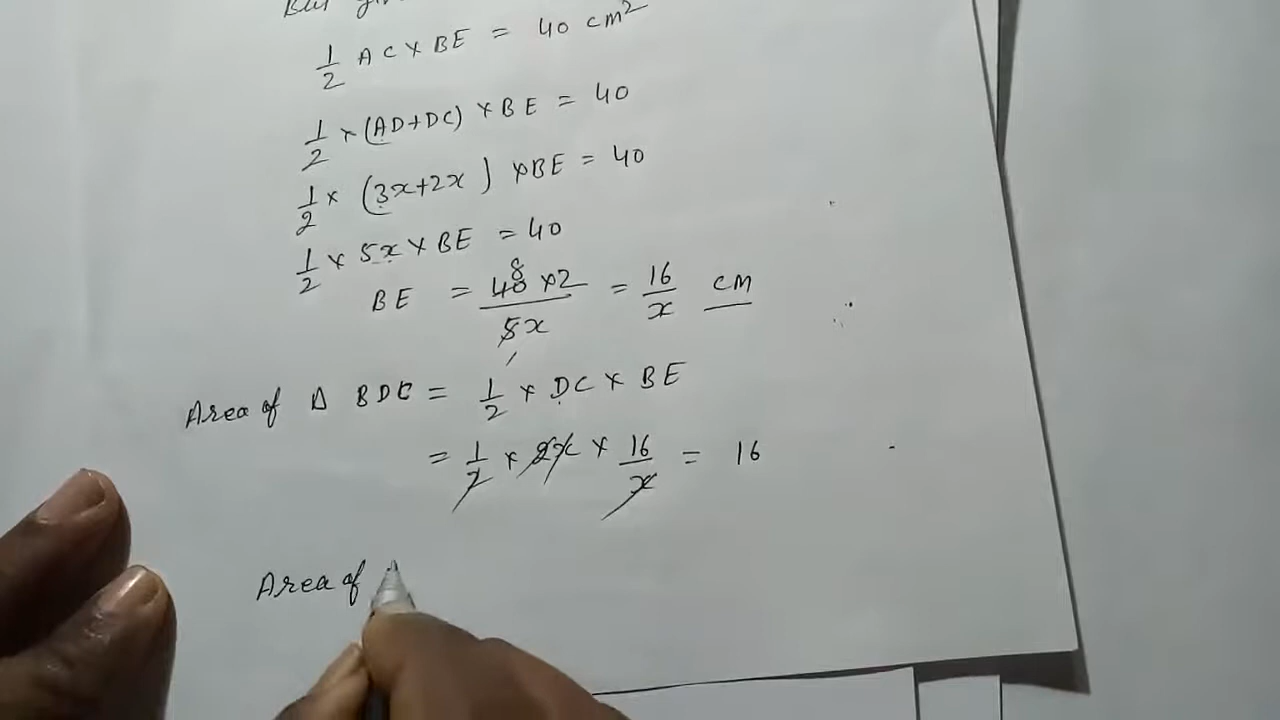 1/2 AC × BE = 40 cm²
1/2 × (AD+DC) × BE = 40
1/2 × (3x+2x) × BE = 40
1/2 × 5x × BE = 40
BE = 40 8 ×2 / 5x = 16/x cm
Area of Δ BDC = 1/2 × DC × BE
= 1/2 × 2x × 16/x = 16
Area of